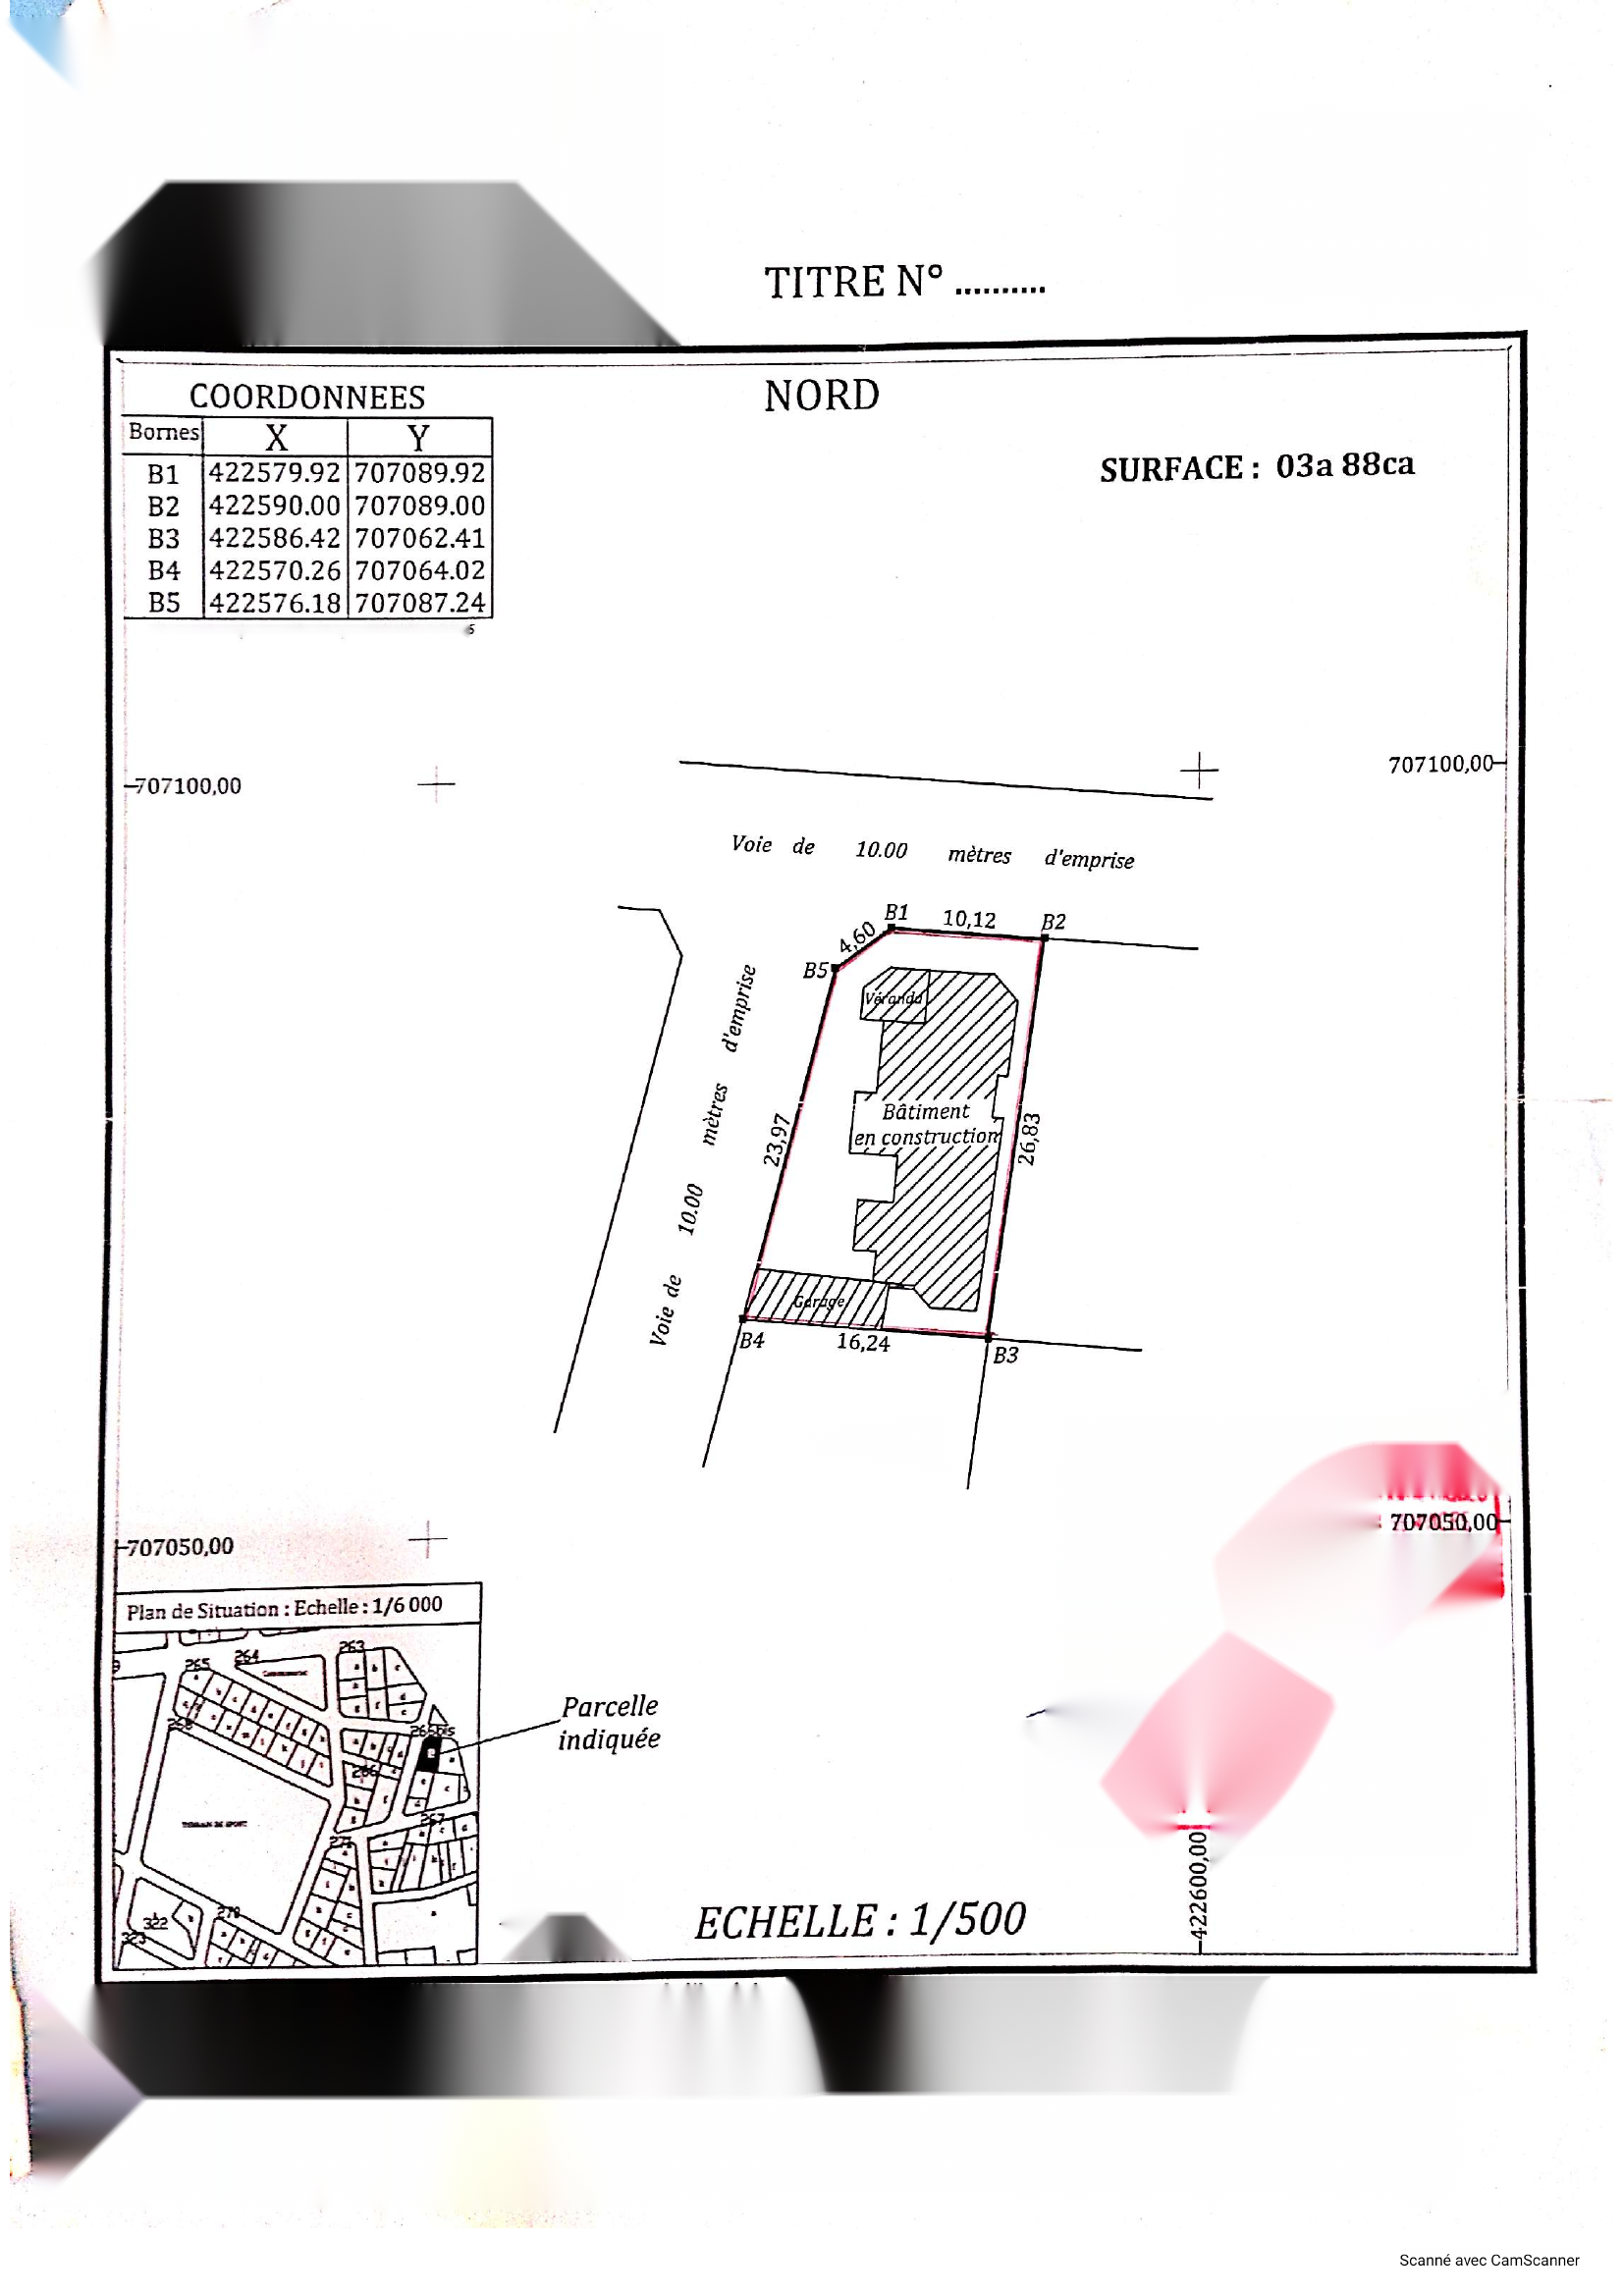 TITRE N° ..........
NORD
COORDONNEES
Bornes X Y
B1 422579.92 707089.92
B2 422590.00 707089.00
B3 422586.42 707062.41
B4 422570.26 707064.02
B5 422576.18 707087.24
SURFACE : 03a 88ca
707100,00
707100,00
Voie de 10.00 mètres d'emprise
B1
10,12
B2
4,60
B5
Véranda
Voie de 10.00 mètres d'emprise
23,97
Bâtiment
en construction
26,83
Garage
B4
16,24
B3
707050,00
707050,00
Plan de Situation : Echelle : 1/6 000
263
264
265
268
266bis
266
TERRAIN DE SPORT
267
271
270
322
323
Parcelle
indiquée
422600,00
ECHELLE : 1/500
Scanné avec CamScanner